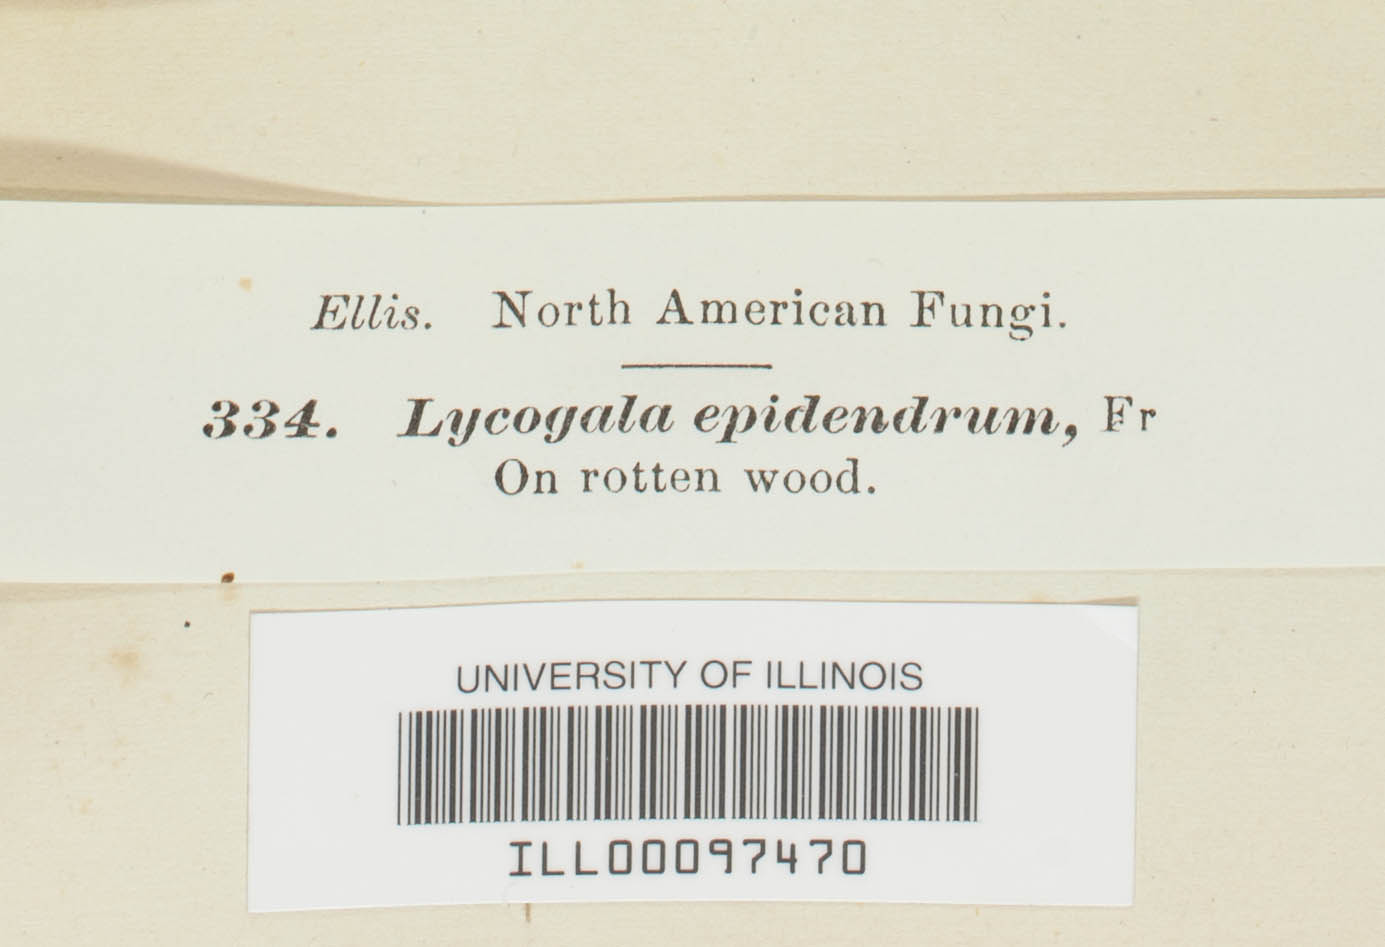 Ellis. North American Fungi.
334. Lycogala epidendrum, Fr
On rotten wood.
UNIVERSITY OF ILLINOIS
ILL00097470